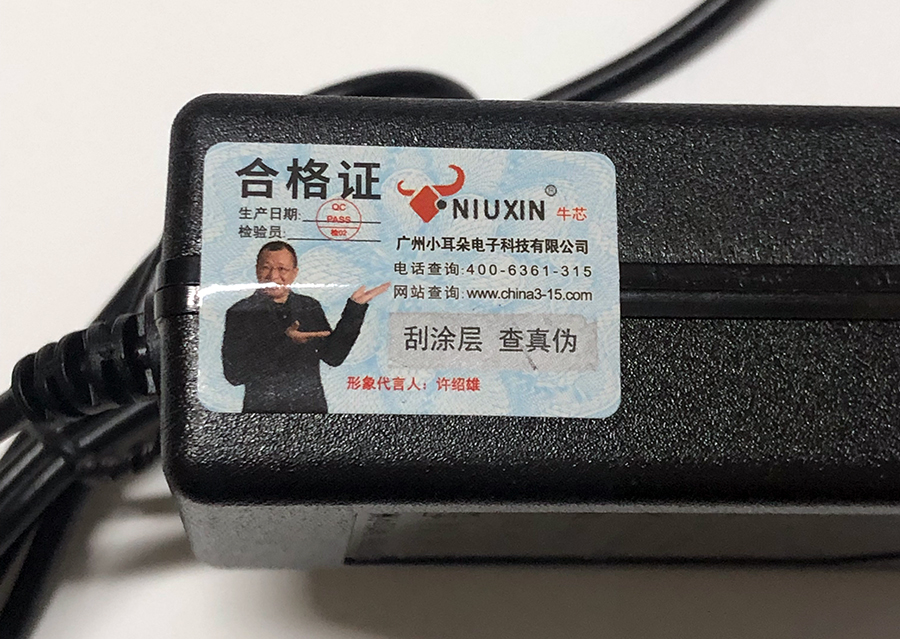 合格证
生产日期:
检验员:
QC
PASS
检02
NIUXIN® 牛芯
广州小耳朵电子科技有限公司
电话查询:400-6361-315
网站查询:www.china3-15.com
刮涂层 查真伪
形象代言人：许绍雄